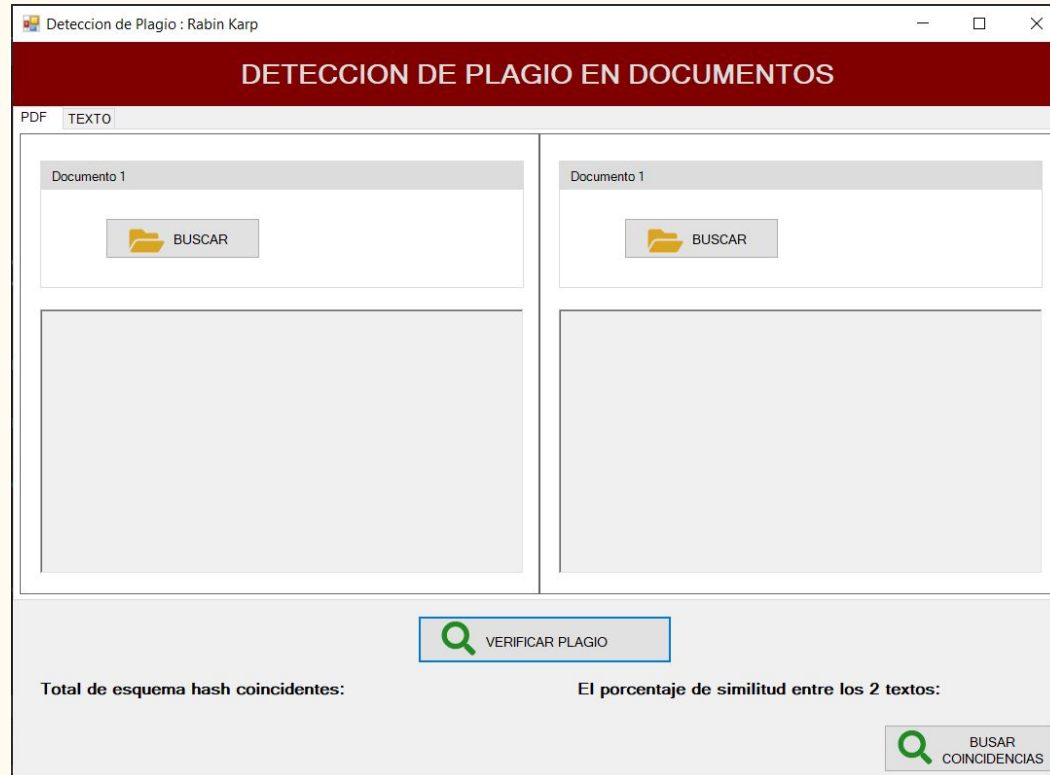 Deteccion de Plagio : Rabin Karp
DETECCION DE PLAGIO EN DOCUMENTOS
PDF TEXTO
Documento 1
BUSCAR
Documento 1
BUSCAR
VERIFICAR PLAGIO
Total de esquema hash coincidentes:
El porcentaje de similitud entre los 2 textos:
BUSAR
COINCIDENCIAS